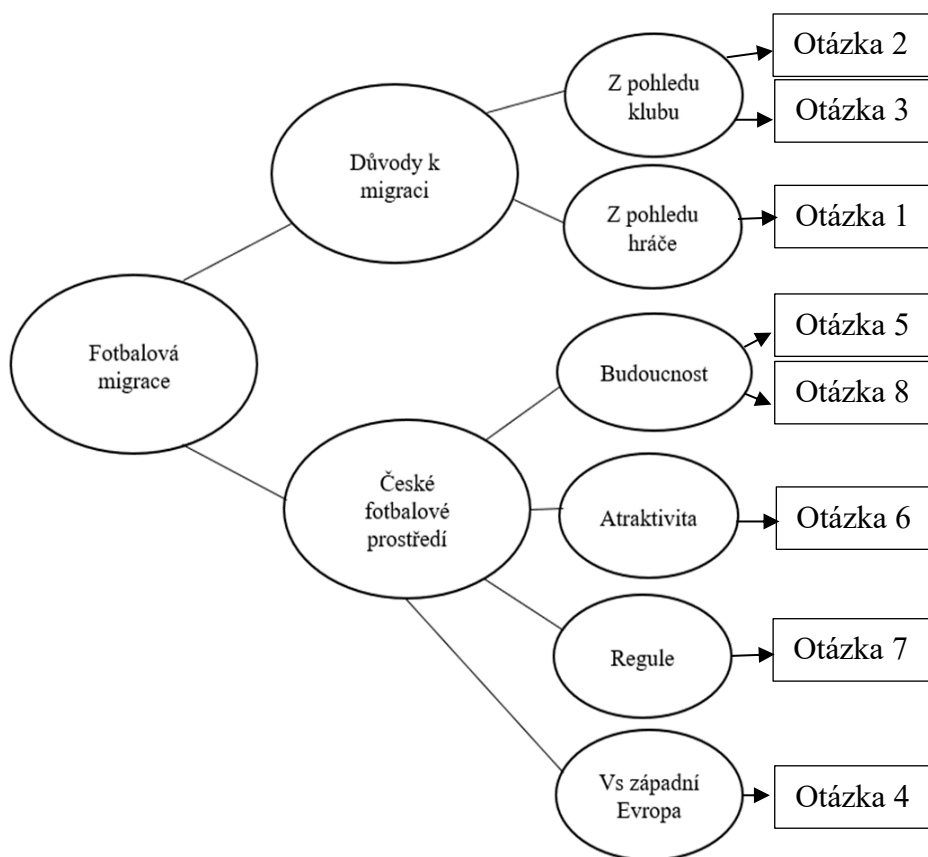 Otázka 2
Z pohledu
klubu
Otázka 3
Důvody k
migraci
Z pohledu
hráče
Otázka 1
Fotbalová
migrace
Otázka 5
Budoucnost
Otázka 8
České
fotbalové
prostředí
Atraktivita
Otázka 6
Regule
Otázka 7
Vs západní
Evropa
Otázka 4